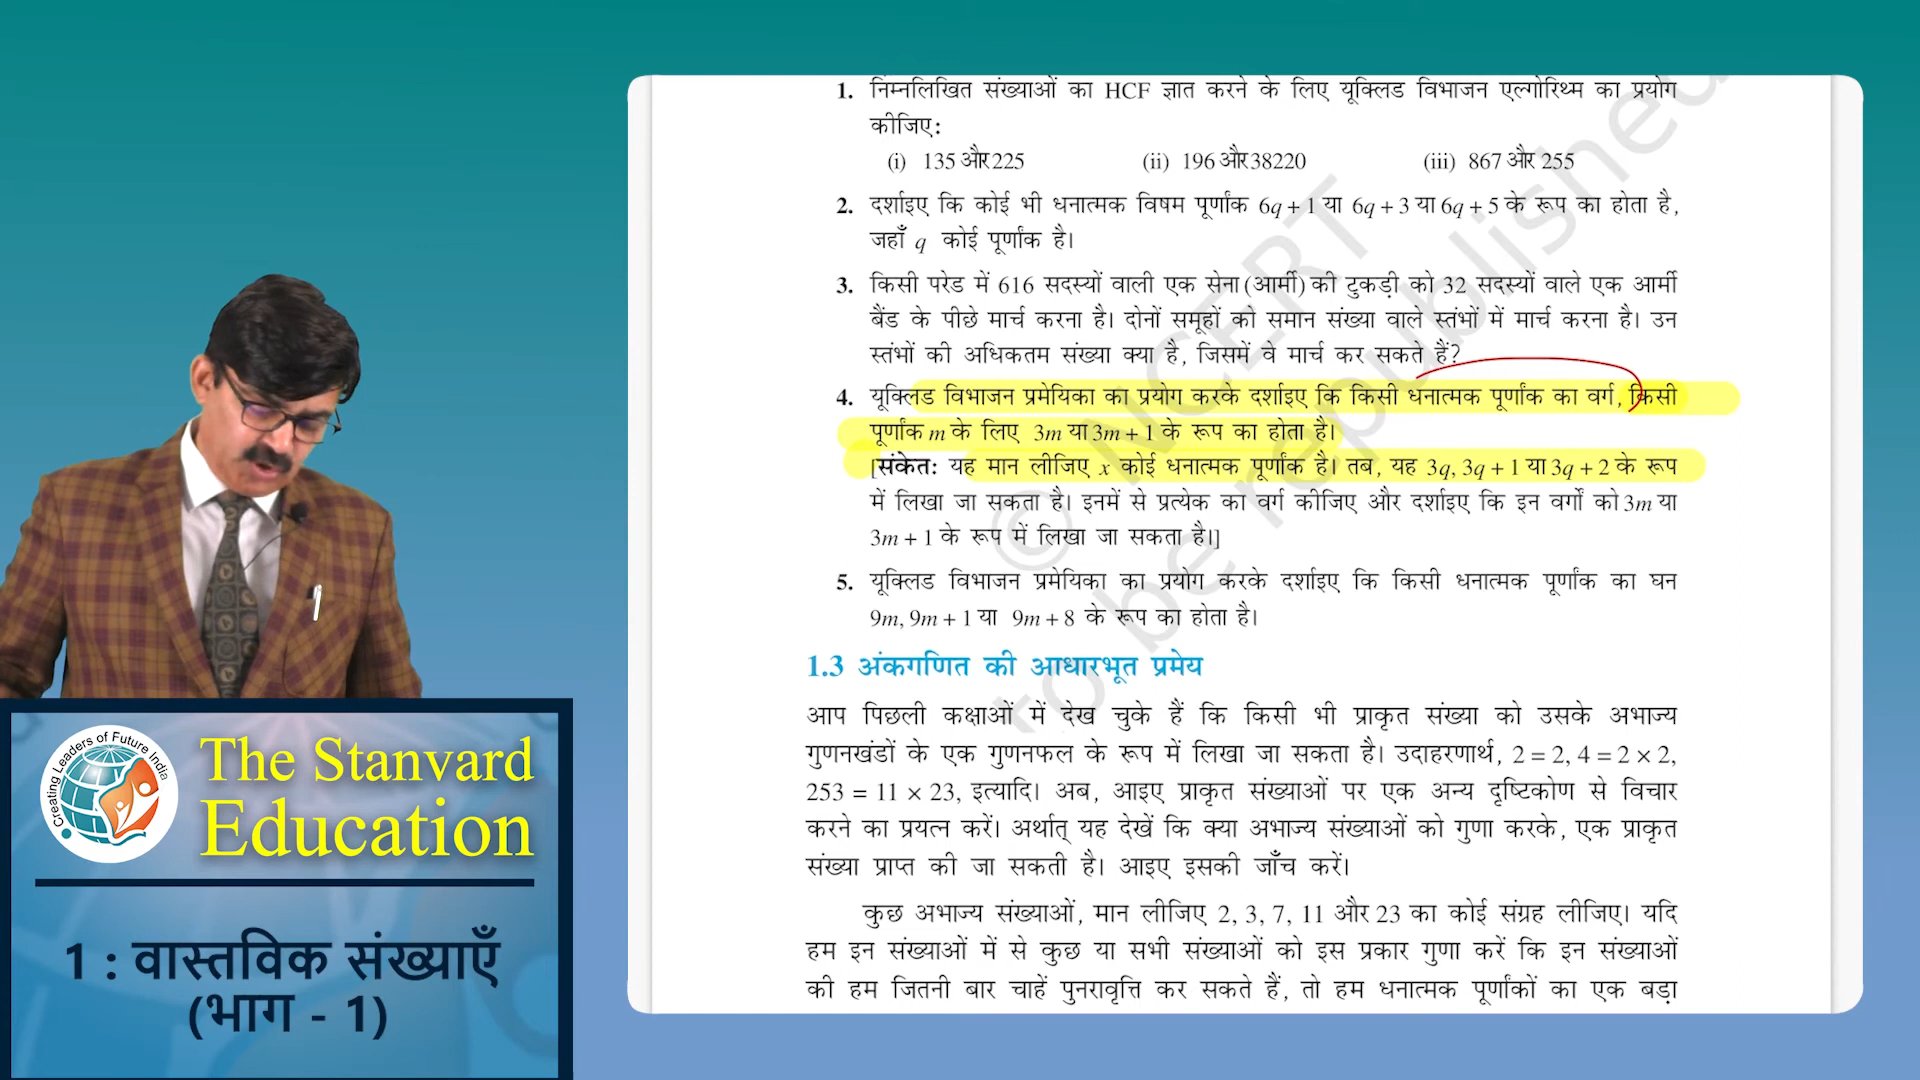 1. निम्नलिखित संख्याओं का HCF ज्ञात करने के लिए यूक्लिड विभाजन एल्गोरिथ्म का प्रयोग
कीजिए:
(i) 135 और 225 (ii) 196 और 38220 (iii) 867 और 255
2. दर्शाइए कि कोई भी धनात्मक विषम पूर्णांक 6q + 1 या 6q + 3 या 6q + 5 के रूप का होता है,
जहाँ q कोई पूर्णांक है।
3. किसी परेड में 616 सदस्यों वाली एक सेना (आर्मी) की टुकड़ी को 32 सदस्यों वाले एक आर्मी
बैंड के पीछे मार्च करना है। दोनों समूहों को समान संख्या वाले स्तंभों में मार्च करना है। उन
स्तंभों की अधिकतम संख्या क्या है, जिसमें वे मार्च कर सकते हैं?
4. यूक्लिड विभाजन प्रमेयिका का प्रयोग करके दर्शाइए कि किसी धनात्मक पूर्णांक का वर्ग, किसी
पूर्णांक m के लिए 3m या 3m + 1 के रूप का होता है।
[संकेत: यह मान लीजिए x कोई धनात्मक पूर्णांक है। तब, यह 3q, 3q + 1 या 3q + 2 के रूप
में लिखा जा सकता है। इनमें से प्रत्येक का वर्ग कीजिए और दर्शाइए कि इन वर्गों को 3m या
3m + 1 के रूप में लिखा जा सकता है।]
5. यूक्लिड विभाजन प्रमेयिका का प्रयोग करके दर्शाइए कि किसी धनात्मक पूर्णांक का घन
9m, 9m + 1 या 9m + 8 के रूप का होता है।
1.3 अंकगणित की आधारभूत प्रमेय
आप पिछली कक्षाओं में देख चुके हैं कि किसी भी प्राकृत संख्या को उसके अभाज्य
गुणनखंडों के एक गुणनफल के रूप में लिखा जा सकता है। उदाहरणार्थ, 2 = 2, 4 = 2 × 2,
253 = 11 × 23, इत्यादि। अब, आइए प्राकृत संख्याओं पर एक अन्य दृष्टिकोण से विचार
करने का प्रयत्न करें। अर्थात् यह देखें कि क्या अभाज्य संख्याओं को गुणा करके, एक प्राकृत
संख्या प्राप्त की जा सकती है। आइए इसकी जाँच करें।
कुछ अभाज्य संख्याओं, मान लीजिए 2, 3, 7, 11 और 23 का कोई संग्रह लीजिए। यदि
हम इन संख्याओं में से कुछ या सभी संख्याओं को इस प्रकार गुणा करें कि इन संख्याओं
की हम जितनी बार चाहें पुनरावृत्ति कर सकते हैं, तो हम धनात्मक पूर्णांकों का एक बड़ा
© NCERT
to be republished
Creating Leaders of Future India
The Stanvard
Education
1 : वास्तविक संख्याएँ
(भाग - 1)